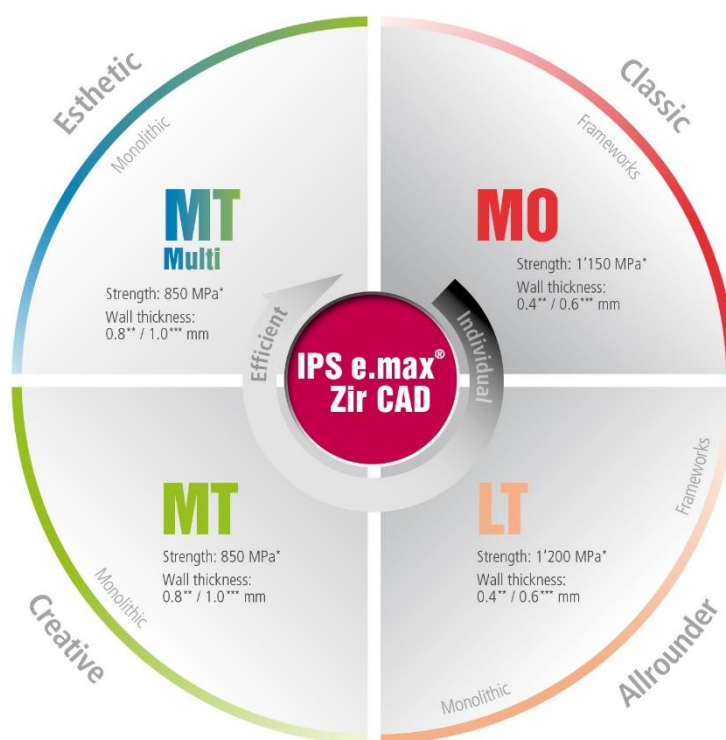 Esthetic
Monolithic
MT
Multi
Strength: 850 MPa*
Wall thickness:
0.8** / 1.0*** mm
Classic
Frameworks
MO
Strength: 1'150 MPa*
Wall thickness:
0.4** / 0.6*** mm
Efficient
IPS e.max®
Zir CAD
Individual
MT
Strength: 850 MPa*
Wall thickness:
0.8** / 1.0*** mm
Monolithic
Creative
LT
Strength: 1'200 MPa*
Wall thickness:
0.4** / 0.6*** mm
Frameworks
Monolithic
Allrounder